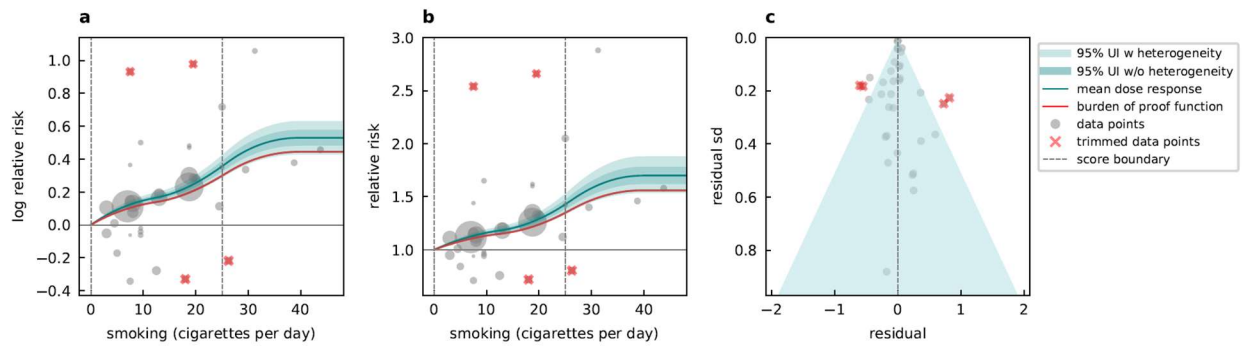 a
log relative risk
1.0
0.8
0.6
0.4
0.2
0.0
−0.2
−0.4
0 10 20 30 40
smoking (cigarettes per day)
b
relative risk
3.0
2.5
2.0
1.5
1.0
0 10 20 30 40
smoking (cigarettes per day)
c
residual sd
0.0
0.2
0.4
0.6
0.8
−2 −1 0 1 2
residual
95% UI w heterogeneity
95% UI w/o heterogeneity
mean dose response
burden of proof function
data points
trimmed data points
score boundary